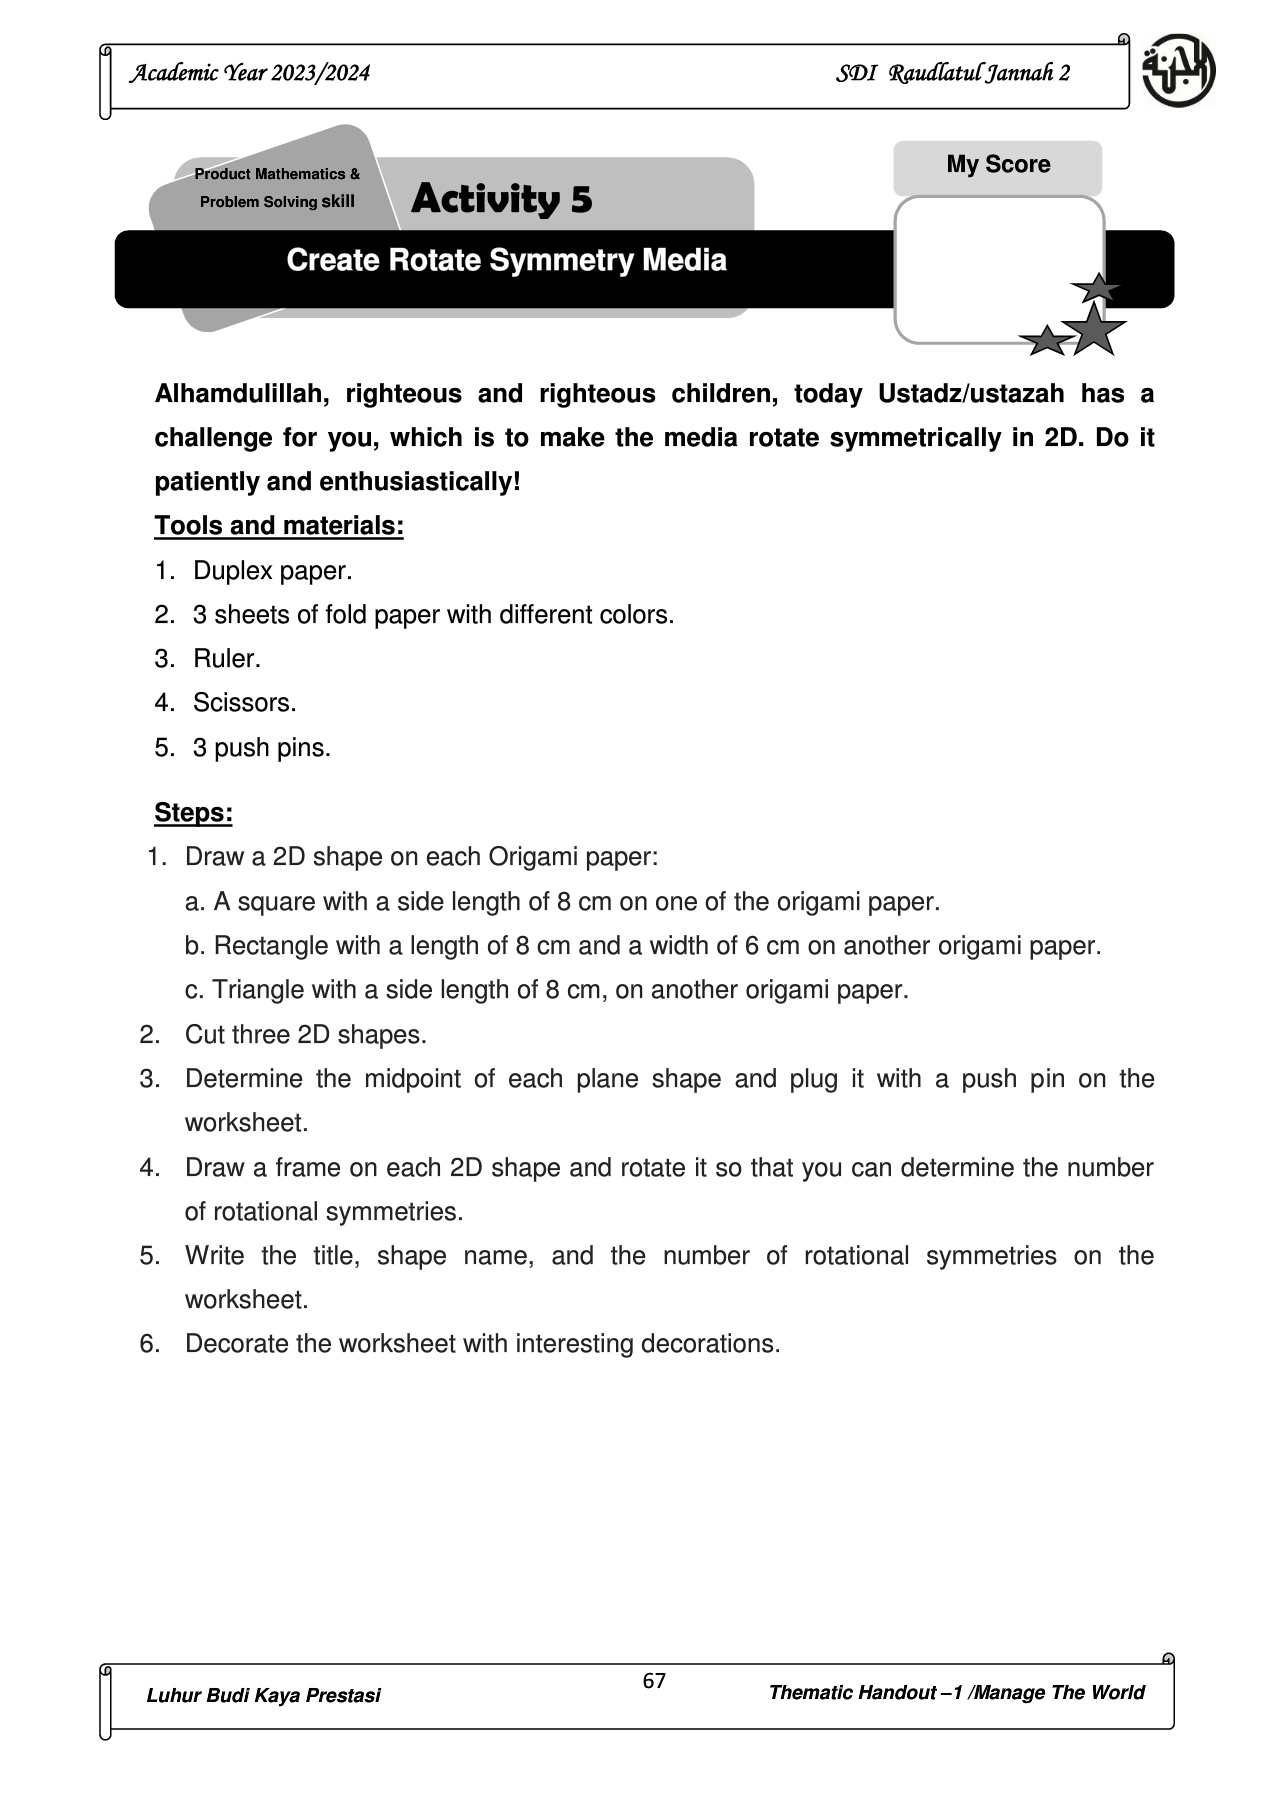 Academic Year 2023/2024
SDI Raudlatul Jannah 2
Product Mathematics &
Problem Solving skill
Activity 5
My Score
Create Rotate Symmetry Media
Alhamdulillah, righteous and righteous children, today Ustadz/ustazah has a
challenge for you, which is to make the media rotate symmetrically in 2D. Do it
patiently and enthusiastically!
Tools and materials:
1. Duplex paper.
2. 3 sheets of fold paper with different colors.
3. Ruler.
4. Scissors.
5. 3 push pins.
Steps:
1. Draw a 2D shape on each Origami paper:
a. A square with a side length of 8 cm on one of the origami paper.
b. Rectangle with a length of 8 cm and a width of 6 cm on another origami paper.
c. Triangle with a side length of 8 cm, on another origami paper.
2. Cut three 2D shapes.
3. Determine the midpoint of each plane shape and plug it with a push pin on the
worksheet.
4. Draw a frame on each 2D shape and rotate it so that you can determine the number
of rotational symmetries.
5. Write the title, shape name, and the number of rotational symmetries on the
worksheet.
6. Decorate the worksheet with interesting decorations.
Luhur Budi Kaya Prestasi
67
Thematic Handout –1 /Manage The World